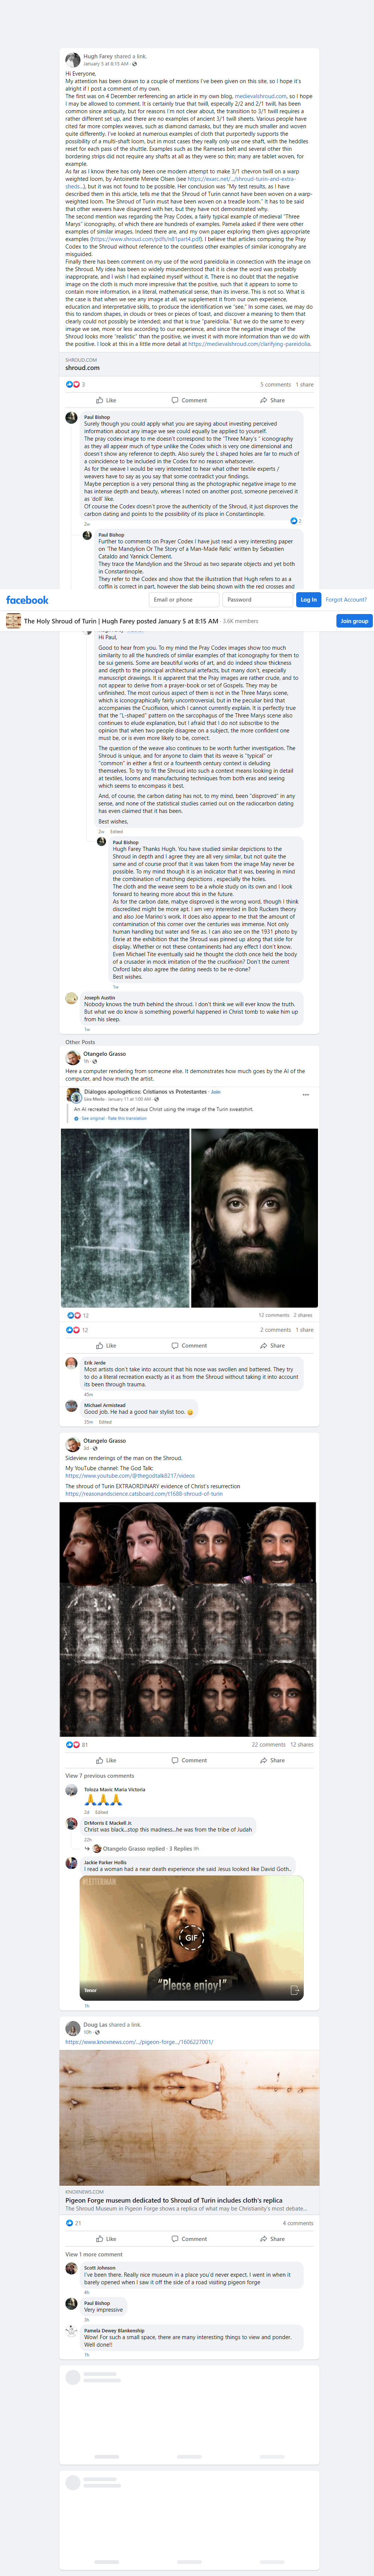 Hugh Farey shared a link.
January 5 at 8:15 AM ·
Hi Everyone,
My attention has been drawn to a couple of mentions I've been given on this site, so I hope it's
alright if I post a comment of my own.
The first was on 4 December referencing an article in my own blog, medievalshroud.com, so I hope
I may be allowed to comment. It is certainly true that twill, especially 2/2 and 2/1 twill, has been
common since antiquity, but for reasons I'm not clear about, the transition to 3/1 twill requires a
rather different set up, and there are no examples of ancient 3/1 twill sheets. Various people have
cited far more complex weaves, such as diamond damasks, but they are much smaller and woven
quite differently. I've looked at numerous examples of cloth that purportedly supports the
possibility of a multi-shaft loom, but in most cases they really only use one shaft, with the heddles
reset for each pass of the shuttle. Examples such as the Ramses belt and several other thin
bordering strips did not require any shafts at all as they were so thin; many are tablet woven, for
example.
As far as I know there has only been one modern attempt to make 3/1 chevron twill on a warp
weighted loom, by Antoinette Merete Olsen (see https://exarc.net/.../shroud-turin-and-extra-
sheds...), but it was not found to be possible. Her conclusion was "My test results, as I have
described them in this article, tells me that the Shroud of Turin cannot have been woven on a warp-
weighted loom. The Shroud of Turin must have been woven on a treadle loom." It has to be said
that other weavers have disagreed with her, but they have not demonstrated why.
The second mention was regarding the Pray Codex, a fairly typical example of medieval "Three
Marys" iconography, of which there are hundreds of examples. Pamela asked if there were other
examples of similar images. Indeed there are, and my own paper exploring them gives appropriate
examples (https://www.shroud.com/pdfs/n81part4.pdf). I believe that articles comparing the Pray
Codex to the Shroud without reference to the countless other examples of similar iconography are
misguided.
Finally there has been comment on my use of the word pareidolia in connection with the image on
the Shroud. My idea has been so widely misunderstood that it is clear the word was probably
inappropriate, and I wish I had explained myself without it. There is no doubt that the negative
image on the cloth is much more impressive that the positive, such that it appears to some to
contain more information, in a literal, mathematical sense, than its inverse. This is not so. What is
the case is that when we see any image at all, we supplement it from our own experience,
education and interpretative skills, to produce the identification we "see." In some cases, we may do
this to random shapes, in clouds or trees or pieces of toast, and discover a meaning to them that
clearly could not possibly be intended; and that is true "pareidolia." But we do the same to every
image we see, more or less according to our experience, and since the negative image of the
Shroud looks more "realistic" than the positive, we invest it with more information than we do with
the positive. I look at this in a little more detail at https://medievalshroud.com/clarifying-pareidolia.
SHROUD.COM
shroud.com
3
5 comments 1 share
Like
Comment
Share
Paul Bishop
Surely though you could apply what you are saying about investing perceived
information about any image we see could equally be applied to yourself.
The pray codex image to me doesn't correspond to the "Three Mary's " iconography
as they all appear much of type unlike the Codex which is very one dimensional and
doesn't show any reference to depth. Also surely the L shaped holes are far to much of
a coincidence to be included in the Codex for no reason whatsoever.
As for the weave I would be very interested to hear what other textile experts /
weavers have to say as you say that some contradict your findings.
Maybe perception is a very personal thing as the photographic negative image to me
has intense depth and beauty, whereas I noted on another post, someone perceived it
as 'doll' like.
Of course the Codex doesn't prove the authenticity of the Shroud, it just disproves the
carbon dating and points to the possibility of its place in Constantinople.
2
2w
Paul Bishop
Further to comments on Prayer Codex I have just read a very interesting paper
on 'The Mandylion Or The Story of a Man-Made Relic' written by Sebastien
Cataldo and Yannick Clement.
They trace the Mandylion and the Shroud as two separate objects and yet both
in Constantinople.
They refer to the Codex and show that the illustration that Hugh refers to as a
coffin is correct in part, however the slab being shown with the red crosses and
facebook
Email or phone
Password
Log In
Forgot Account?
The Holy Shroud of Turin | Hugh Farey posted January 5 at 8:15 AM · 3.6K members
Join group
Hi Paul,
Good to hear from you. To my mind the Pray Codex images show too much
similarity to all the hundreds of similar examples of that iconographical type for them to
be sui generis. Some are beautiful works of art, and do indeed show thickness
and depth to the principal architectural artefacts, but many don't, especially
manuscript images. It is apparent that the Pray Examples are rather crude, and to
not appear to derive from a prayer-book or set of Gospels. They may be
unfinished. The only unusual aspect of them is not in the Three Marys scene,
which is iconographically fairly uncontroversial, but in the peculiar bird that
accompanies the Crucifixion, which I cannot currently explain. It is perfectly true
that the "L-shaped" pattern on the sarcophagus of the Three Marys scene also
continues to elude explanation, but I am afraid that I do not subscribe to the
opinion that when two people disagree on a subject, the more confident one
must be, or is even more likely to be, correct.
The question of the weave also continues to be worth further investigation. The
Shroud is unique, and for anyone to claim that its weave is "typical" or
"common" in either a first or a fourteenth century context is deluding
themselves. To try to fit the Shroud into such a context means looking in detail
at textiles, looms and manufacturing techniques from both eras and seeing
which seems to encompass it best.
And, of course, the carbon dating has not, to my mind, been "disproved" in any
sense, and none of the statistical studies carried out on the radiocarbon dating
has even claimed that it has been.
Best wishes,
2w Edited
Paul Bishop
Hugh Farey Thanks Hugh. You have studied similar depictions to the
Shroud in depth and I agree they are all very similar, but not quite the
same and of course proof that it was taken from the image May never be
possible. To my mind though it is an indicator that it was, bearing in mind
the combination of matching depictions , especially the holes.
The cloth and the weave seem to be a whole study on its own and I look
forward to hearing more about this in the future.
As for the carbon date, maybe disproved is the wrong word, though I think
discredited might be more apt. I am very interested in Bob Ruckers theory
and also Joe Marino's work. It does also appear to me that the amount of
contamination of this corner over the centuries was immense. Not only
human handling but water and fire as. I can also see on the 1931 photo by
Enrie at the exhibition that the Shroud was pinned up along that side for
display. Whether or not these contaminents had any effect I don't know.
Even Michael Tite eventually said he thought the cloth once held the body
of a Crusader in mock imitation of the the crucifixion? Don't the current
Oxford labs also agree the dating needs to be re-done?
Best wishes.
1w
Joseph Austin
Nobody knows the truth behind the shroud. I don't think we will ever know the truth.
But what we do know is something powerful happened in Christ tomb to wake him up
from his sleep.
1w
Other Posts
Otangelo Grasso
1h ·
Here a computer rendering from someone else. it demonstrates how much goes by the AI of the
computer, and how much the artist.
Diálogos apologéticos: Cristianos vs Protestantes · Join
January 11 at 1:00 AM ·
An AI recreated the face of Jesus Christ using the image of the Turin sweatshirt.
See original · Rate this translation
12
12 comments 2 shares
12
2 comments 1 share
Like
Comment
Share
Erik Jerde
Most artists don't take into account that his nose was swollen and battered. They try
to do a literal recreation exactly as it as from the Shroud without taking it into account
its been through trauma.
45m
Michael Armistead
Good job. He had a good hair stylist too. 😉
35m Edited
Otangelo Grasso
2d ·
Sideview renderings of the man on the Shroud.
My YouTube channel: The God Talk:
https://www.youtube.com/@thegodtalk8217/videos
The shroud of Turin EXTRAORDINARY evidence of Christ's resurrection
https://reasonandscience.catsboard.com/t1688-shroud-of-turin
81
22 comments 12 shares
Like
Comment
Share
View 7 previous comments
Toloza Mavic Maria Victoria
🙏🙏🙏
2d Edited
DrMorris E Mackell Jr.
Christ was black...stop this madness...he was from the tribe of Judah
22h
Otangelo Grasso replied · 3 Replies
Jackie Parker Hollis
I read a woman had a near death experience she said Jesus looked like David Groth..
#LETTERMAN
GIF
"Please enjoy!"
Tenor
1h
Doug Lax shared a link.
10h ·
https://www.knoxnews.com/.../pigeon-forge.../1606227001/
KNOXNEWS.COM
Pigeon Forge museum dedicated to Shroud of Turin includes cloth's replica
The Shroud Museum in Pigeon Forge shows a replica of what may be Christianity's most debate...
21
4 comments
Like
Comment
Share
View 1 more comment
Scott Johnson
I've been there. Really nice museum in a place you'd never expect. I went in when it
barely opened when I saw it off the side of a road visiting pigeon forge
4h
Paul Bishop
Very impressive
3h
Pamela Dewey Blankenship
Wow! For such a small space, there are many interesting things to view and ponder.
Well done!!
1h